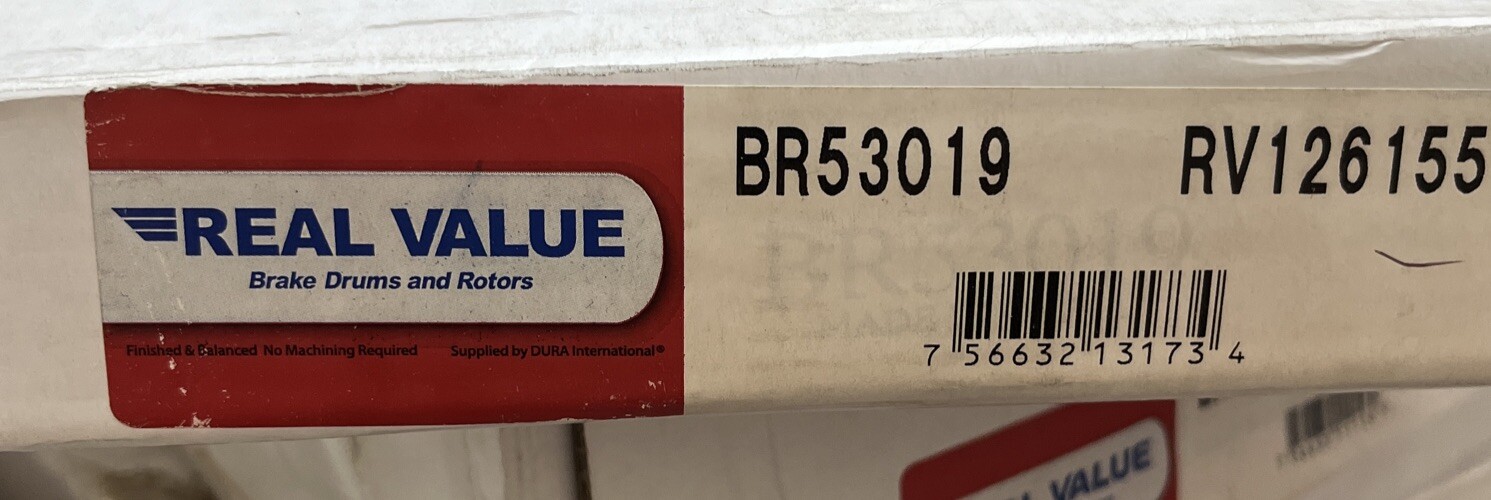 REAL VALUE
Brake Drums and Rotors
Finished & Balanced No Machining Required
Supplied by DURA International®
BR53019
RV126155
BR53019
7 56632 13173 4
VALUE